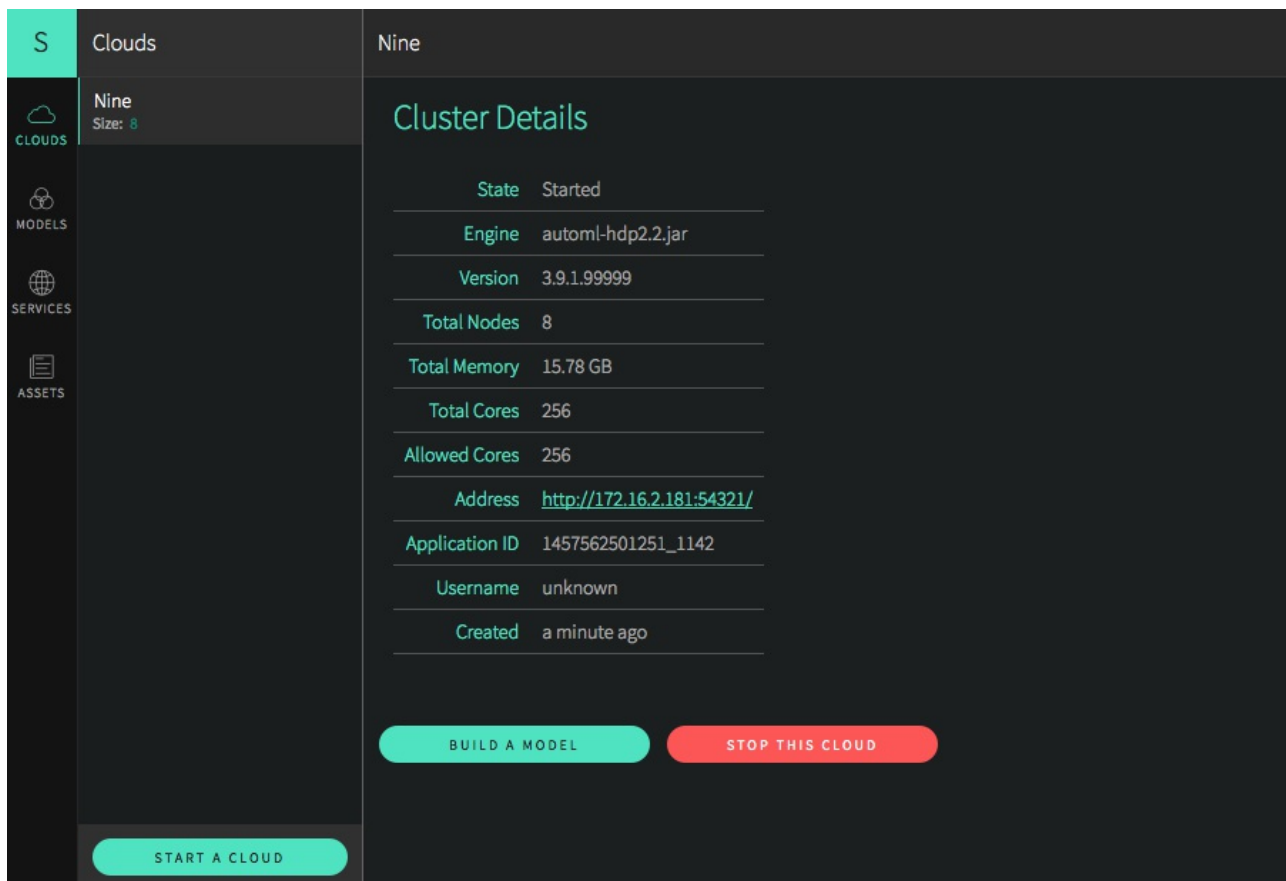 S
Clouds
Nine
CLOUDS
MODELS
SERVICES
ASSETS
Nine
Size: 8
START A CLOUD
Cluster Details
State Started
Engine automl-hdp2.2.jar
Version 3.9.1.99999
Total Nodes 8
Total Memory 15.78 GB
Total Cores 256
Allowed Cores 256
Address http://172.16.2.181:54321/
Application ID 1457562501251_1142
Username unknown
Created a minute ago
BUILD A MODEL
STOP THIS CLOUD